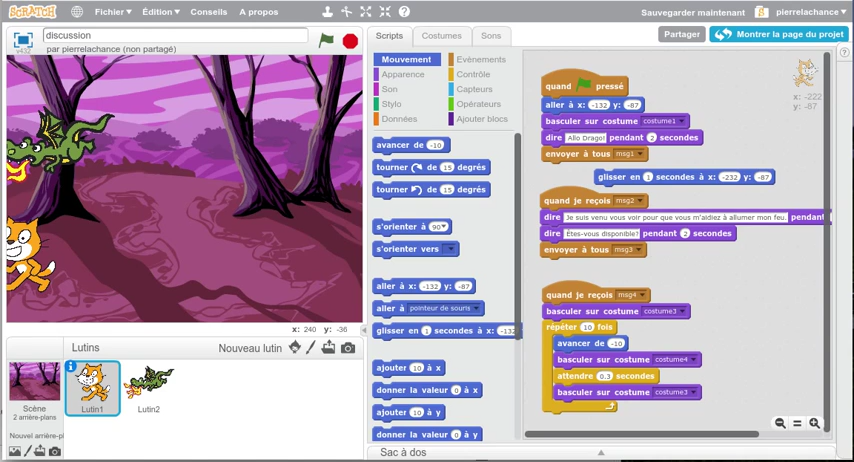 SCRATCH
Fichier ▾ Édition ▾ Conseils A propos
Sauvegarder maintenant pierrelachance ▾
discussion
par pierrelachance (non partagé)
v432
Scripts Costumes Sons
Partager Montrer la page du projet
Mouvement Evènements
Apparence Contrôle
Son Capteurs
Stylo Opérateurs
Données Ajouter blocs
avancer de -10
tourner de 15 degrés
tourner de 15 degrés
s'orienter à 90▾
s'orienter vers
aller à x: -132 y: -87
aller à pointeur de souris
glisser en 1 secondes à x: -132
ajouter 10 à x
donner la valeur 0 à x
ajouter 10 à y
donner la valeur 0 à y
quand pressé
aller à x: -132 y: -87
basculer sur costume costume1
dire Allo Drago! pendant 2 secondes
envoyer à tous msg1
glisser en 1 secondes à x: -232 y: -87
quand je reçois msg2
dire Je suis venu vous voir pour que vous m'aidiez à allumer mon feu. pendant
dire Êtes-vous disponible? pendant 2 secondes
envoyer à tous msg3
quand je reçois msg4
basculer sur costume costume3
répéter 10 fois
avancer de -10
basculer sur costume costume4
attendre 0.3 secondes
basculer sur costume costume3
x: -222
y: -87
x: 240 y: -36
Lutins Nouveau lutin
Scène
2 arrière-plans
Nouvel arrière-pl
Lutin1 Lutin2
Sac à dos
?